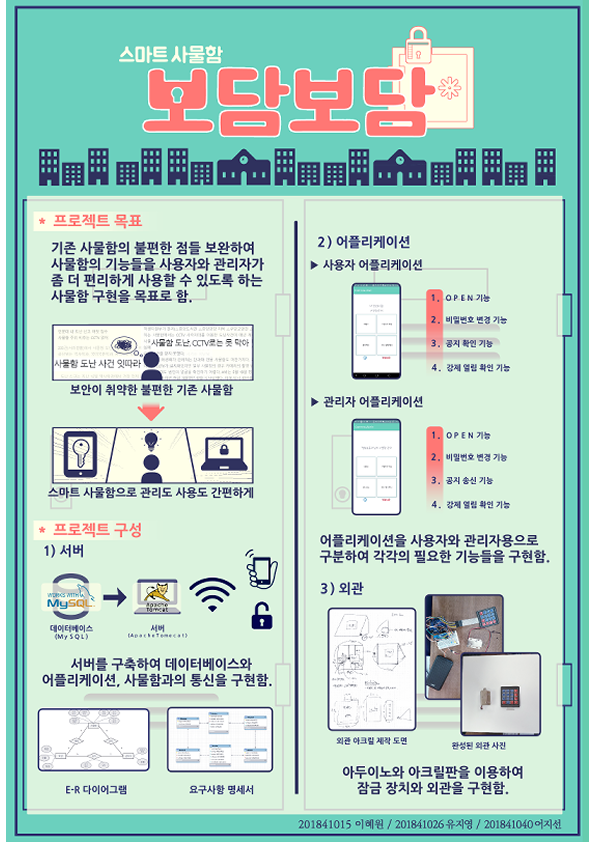 스마트 사물함
보담보담
* 프로젝트 목표
기존 사물함의 불편한 점들 보완하여
사물함의 기능들을 사용자와 관리자가
좀 더 편리하게 사용할 수 있도록 하는
사물함 구현을 목표로 함.
사물함 도난,CCTV로는 못 막아
사물함 도난 사건 잇따라
보안이 취약한 불편한 기존 사물함
스마트 사물함으로 관리도 사용도 간편하게
* 프로젝트 구성
1) 서버
WORKS WITH
MySQL
Apache
Tomcat
데이터베이스
(My SQL)
서버
(ApacheTomcat)
서버를 구축하여 데이터베이스와
어플리케이션, 사물함과의 통신을 구현함.
E-R 다이어그램
요구사항 명세서
2) 어플리케이션
▶ 사용자 어플리케이션
1. OPEN 기능
2. 비밀번호 변경 기능
3. 공지 확인 기능
4. 강제 열림 확인 기능
▶ 관리자 어플리케이션
1. OPEN 기능
2. 비밀번호 변경 기능
3. 공지 송신 기능
4. 강제 열림 확인 기능
어플리케이션을 사용자와 관리자용으로
구분하여 각각의 필요한 기능들을 구현함.
3) 외관
외관 아크릴 제작 도면
완성된 외관 사진
아두이노와 아크릴판을 이용하여
잠금 장치와 외관을 구현함.
201841015 이혜원 / 201841026 유지영 / 201841040 어지선